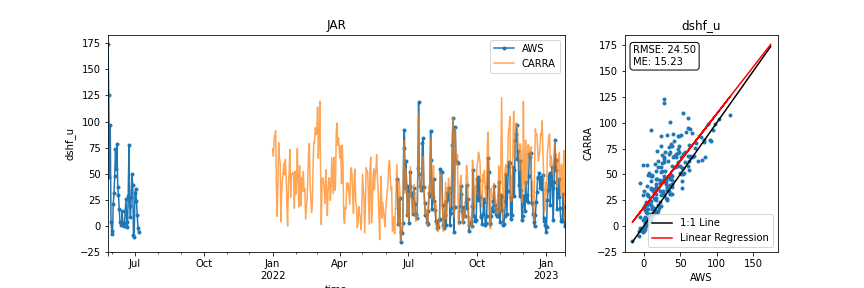 JAR
dshf_u
175
150
125
100
75
50
25
0
−25
AWS
CARRA
Jul
Oct
Jan
2022
Apr
Jul
Oct
Jan
2023
time
dshf_u
CARRA
175
150
125
100
75
50
25
0
−25
RMSE: 24.50
ME: 15.23
1:1 Line
Linear Regression
0
50
100
150
AWS